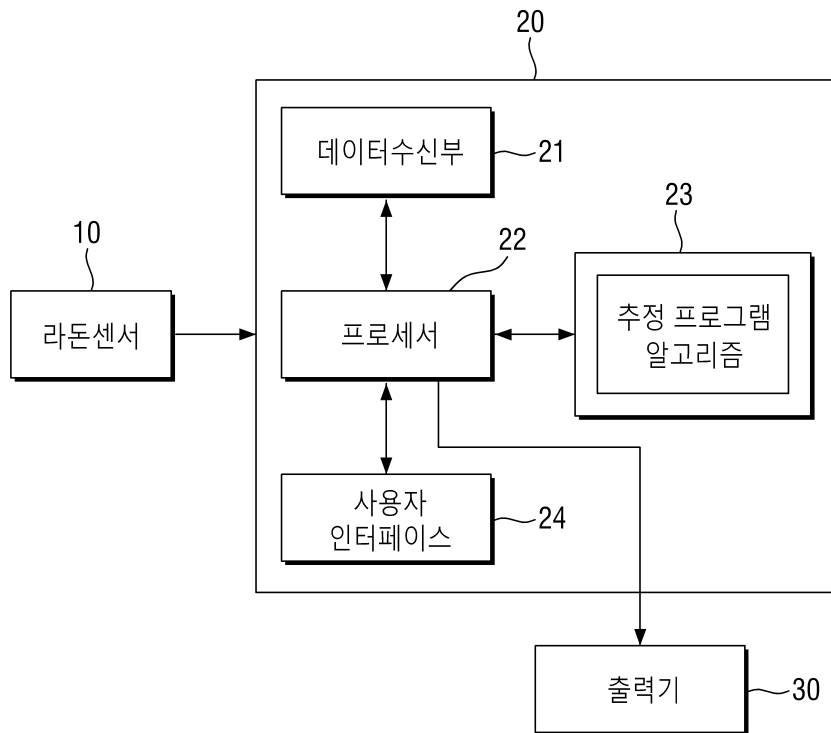 20
데이터수신부
21
23
10
22
라돈센서
프로세서
추정 프로그램
알고리즘
사용자
인터페이스
24
출력기
30